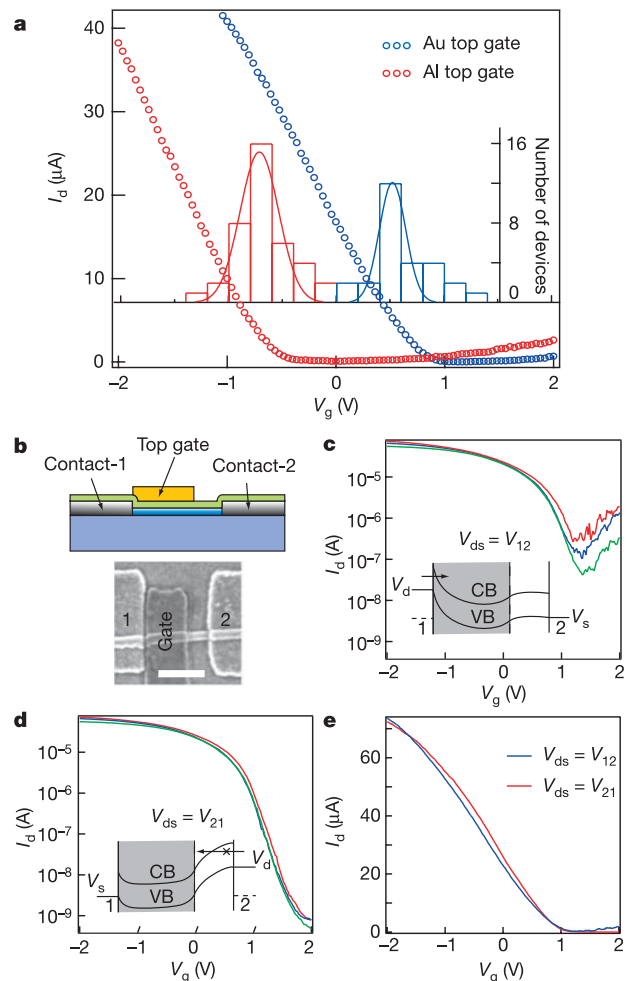 a
Au top gate
Al top gate
40
30
20
10
0
I_d (μA)
16
12
8
4
0
Number of devices
−2
−1
0
1
2
V_g (V)
b
Top gate
Contact-1
Contact-2
1
Gate
2
c
10⁻⁵
10⁻⁶
10⁻⁷
10⁻⁸
10⁻⁹
I_d (A)
V_ds = V_12
V_d
CB
VB
V_s
1
2
−2
−1
0
1
2
V_g (V)
d
10⁻⁵
10⁻⁶
10⁻⁷
10⁻⁸
10⁻⁹
I_d (A)
V_ds = V_21
V_s
CB
VB
V_d
1
2
−2
−1
0
1
2
V_g (V)
e
60
40
20
0
I_d (μA)
V_ds = V_12
V_ds = V_21
−2
−1
0
1
2
V_g (V)